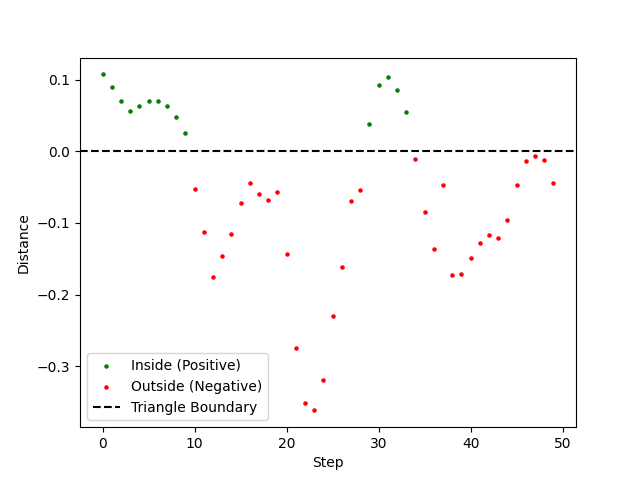 0.1
0.0
−0.1
−0.2
−0.3
Distance
Inside (Positive)
Outside (Negative)
Triangle Boundary
0 10 20 30 40 50
Step